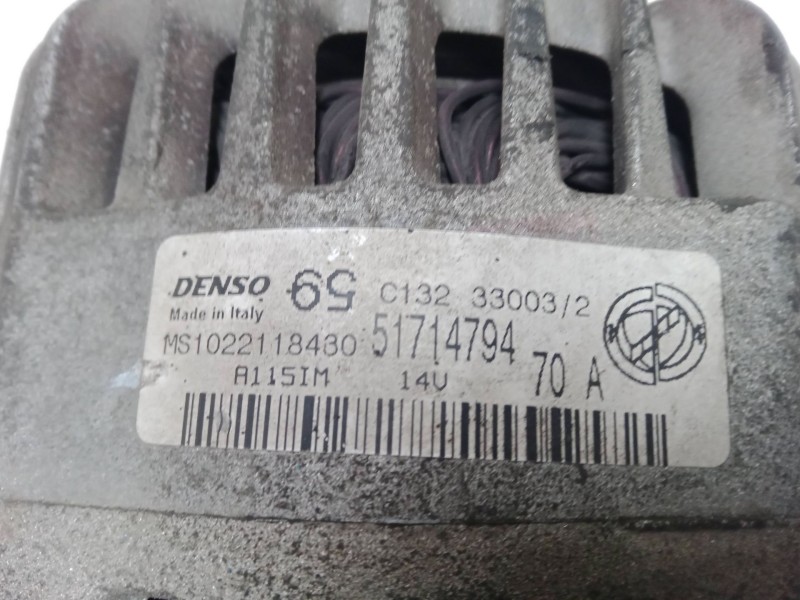 DENSO 59 C132 33003/2
Made in Italy
MS1022118430 51714794
A115IM 14V 70 A